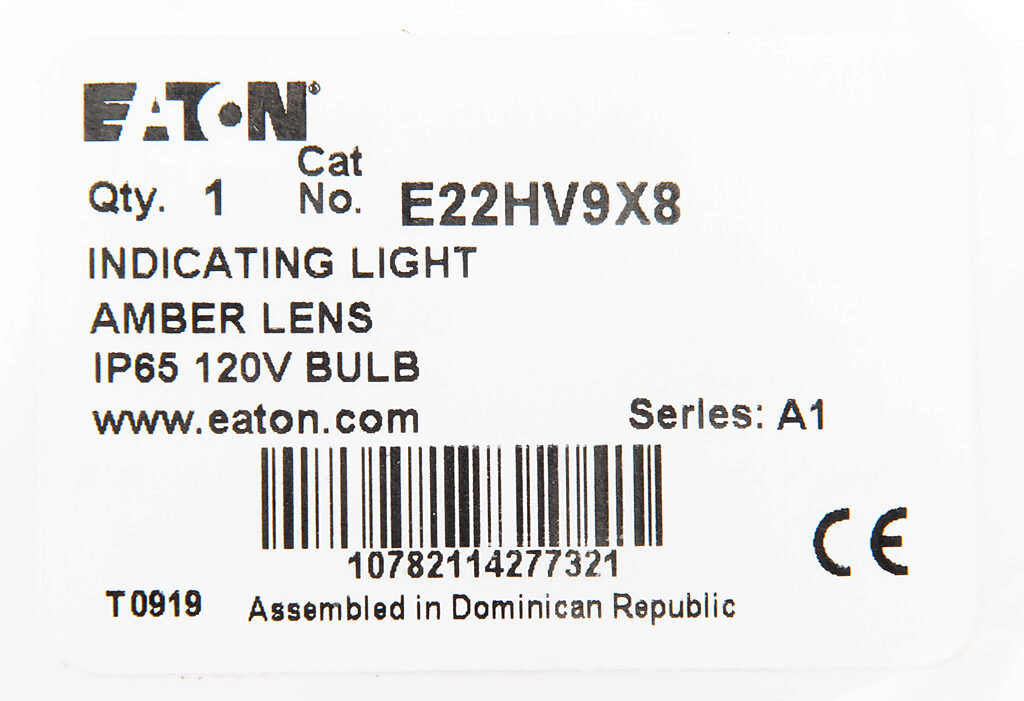 EATON®
Qty. 1 Cat No. E22HV9X8
INDICATING LIGHT
AMBER LENS
IP65 120V BULB
www.eaton.com Series: A1
10782114277321
CE
T0919 Assembled in Dominican Republic